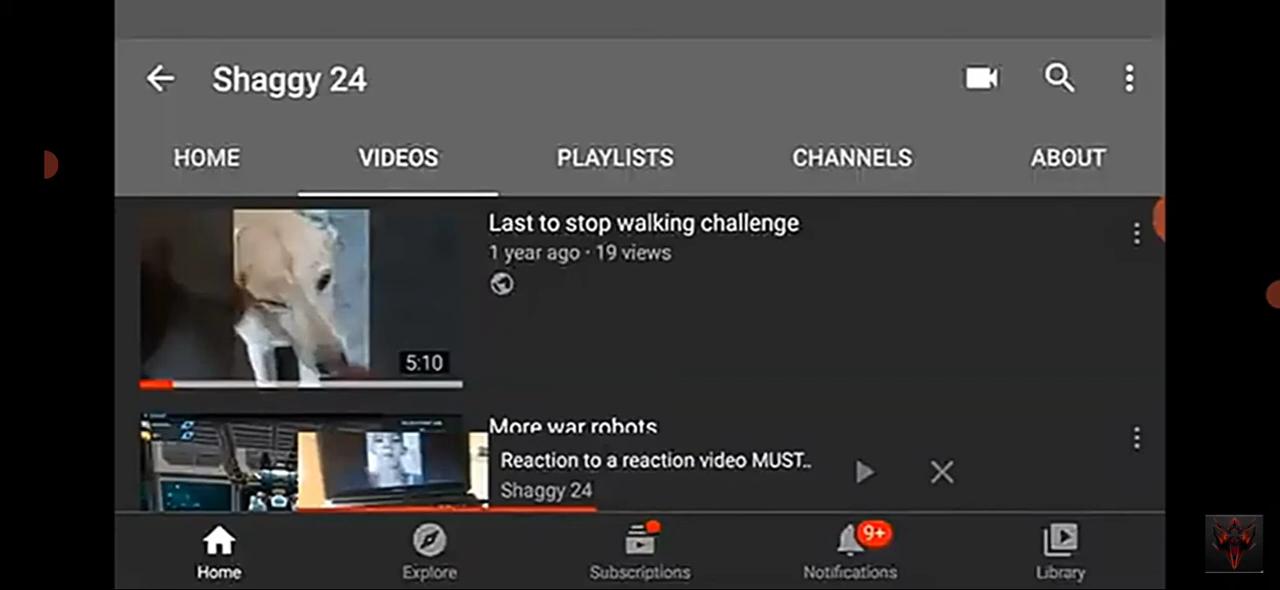 Shaggy 24
HOME VIDEOS PLAYLISTS CHANNELS ABOUT
Last to stop walking challenge
1 year ago · 19 views
5:10
More war robots
Reaction to a reaction video MUST..
Shaggy 24
9+
Home Explore Subscriptions Notifications Library